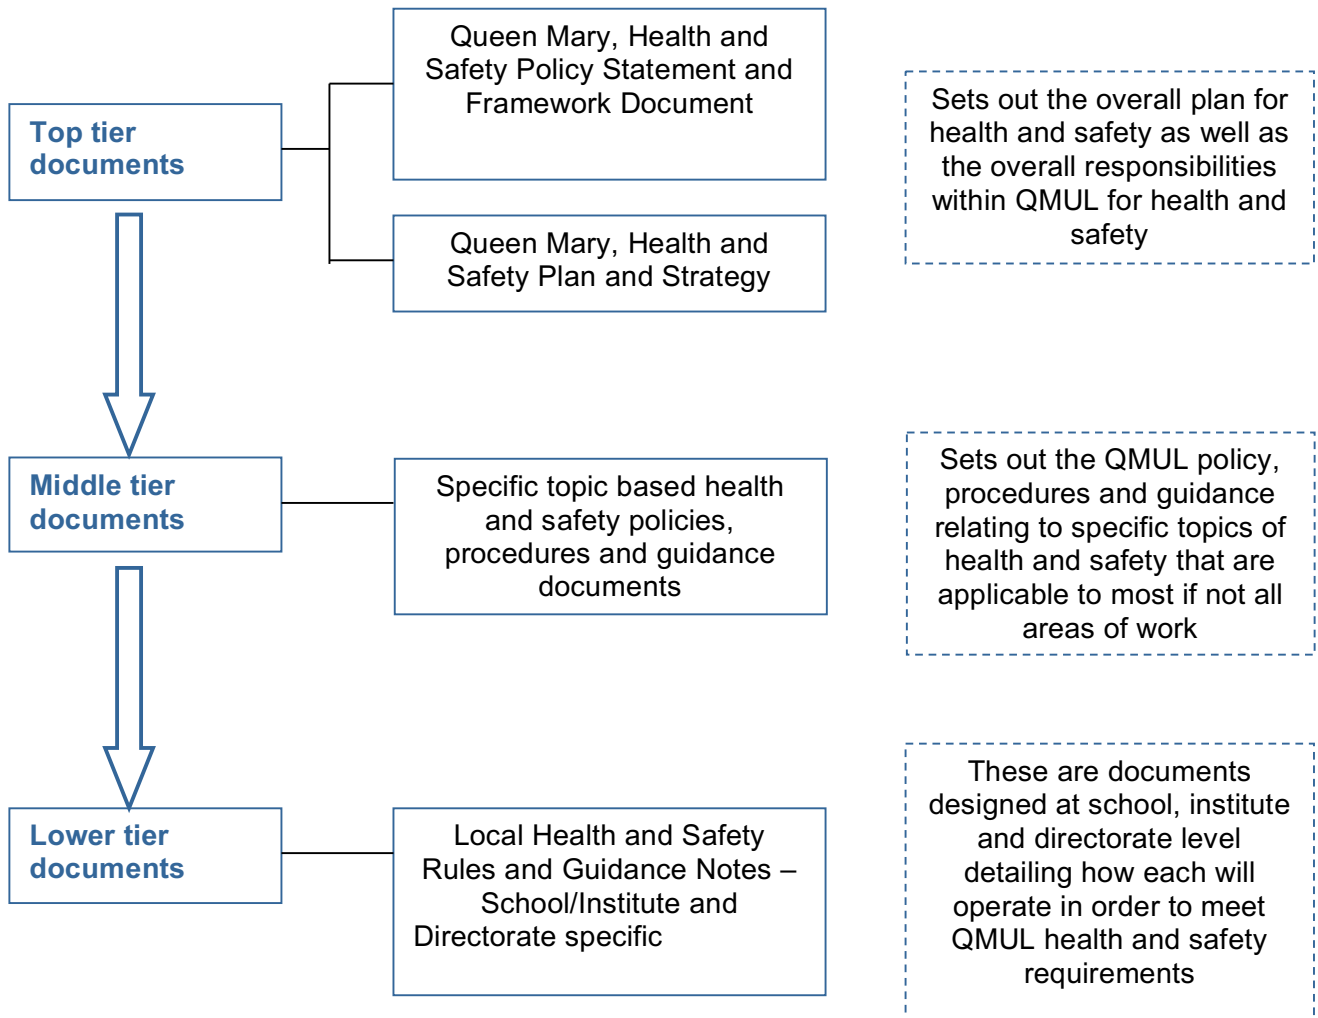 Top tier
documents
Queen Mary, Health and
Safety Policy Statement and
Framework Document
Queen Mary, Health and
Safety Plan and Strategy
Sets out the overall plan for
health and safety as well as
the overall responsibilities
within QMUL for health and
safety
Middle tier
documents
Specific topic based health
and safety policies,
procedures and guidance
documents
Sets out the QMUL policy,
procedures and guidance
relating to specific topics of
health and safety that are
applicable to most if not all
areas of work
Lower tier
documents
Local Health and Safety
Rules and Guidance Notes –
School/Institute and
Directorate specific
These are documents
designed at school, institute
and directorate level
detailing how each will
operate in order to meet
QMUL health and safety
requirements